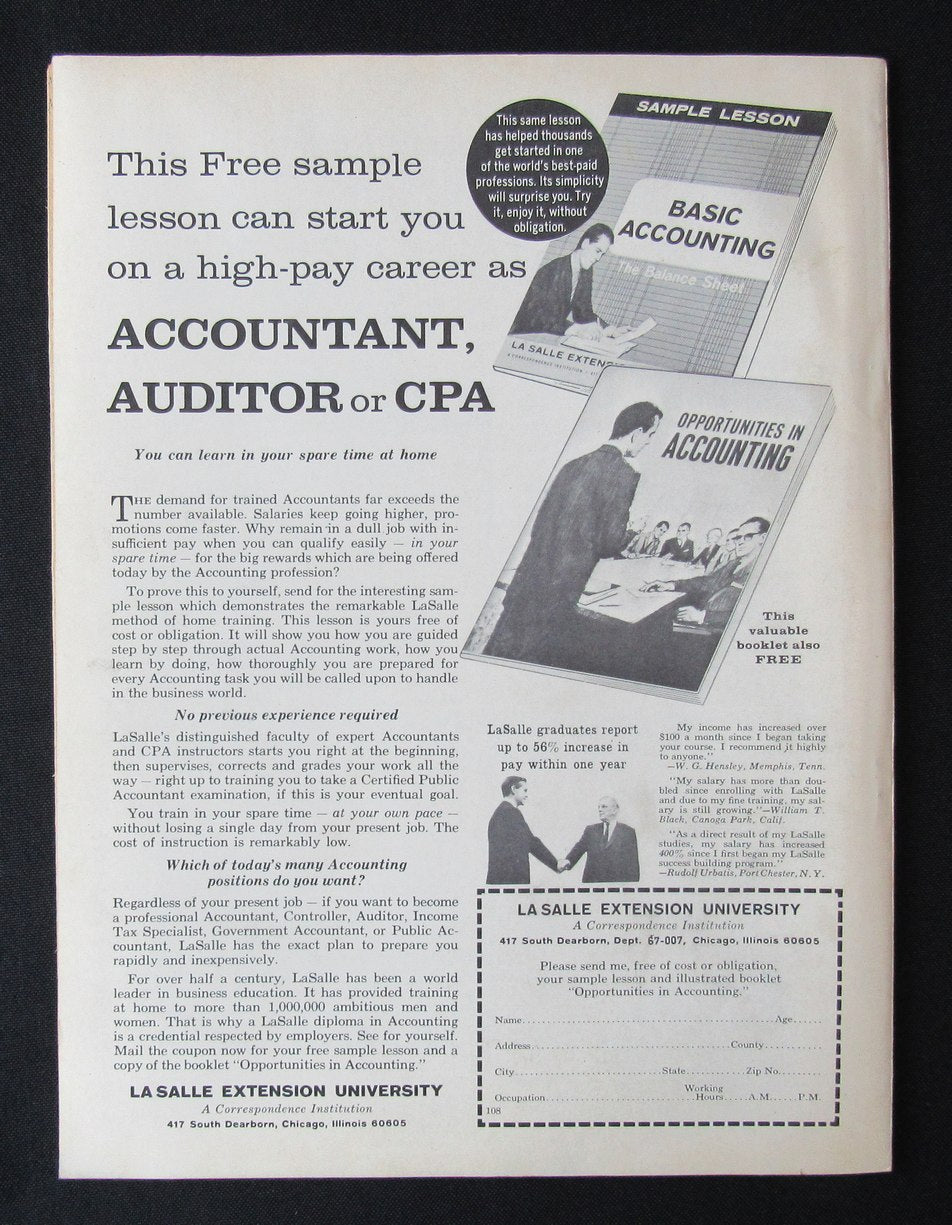 This Free sample
lesson can start you
on a high-pay career as
ACCOUNTANT,
AUDITOR or CPA
You can learn in your spare time at home
This same lesson
has helped thousands
get started in one
of the world's best-paid
professions. Its simplicity
will surprise you. Try
it, enjoy it, without
obligation.
SAMPLE LESSON
BASIC
ACCOUNTING
The Balance Sheet
LA SALLE EXTENS
A CORRESPONDENCE INSTITUTION
OPPORTUNITIES IN
ACCOUNTING
This
valuable
booklet also
FREE
THE demand for trained Accountants far exceeds the
number available. Salaries keep going higher, pro-
motions come faster. Why remain in a dull job with in-
sufficient pay when you can qualify easily — in your
spare time — for the big rewards which are being offered
today by the Accounting profession?
To prove this to yourself, send for the interesting sam-
ple lesson which demonstrates the remarkable LaSalle
method of home training. This lesson is yours free of
cost or obligation. It will show you how you are guided
step by step through actual Accounting work, how you
learn by doing, how thoroughly you are prepared for
every Accounting task you will be called upon to handle
in the business world.
No previous experience required
LaSalle's distinguished faculty of expert Accountants
and CPA instructors starts you right at the beginning,
then supervises, corrects and grades your work all the
way — right up to training you to take a Certified Public
Accountant examination, if this is your eventual goal.
You train in your spare time — at your own pace —
without losing a single day from your present job. The
cost of instruction is remarkably low.
Which of today's many Accounting
positions do you want?
Regardless of your present job — if you want to become
a professional Accountant, Controller, Auditor, Income
Tax Specialist, Government Accountant, or Public Ac-
countant, LaSalle has the exact plan to prepare you
rapidly and inexpensively.
For over half a century, LaSalle has been a world
leader in business education. It has provided training
at home to more than 1,000,000 ambitious men and
women. That is why a LaSalle diploma in Accounting
is a credential respected by employers. See for yourself.
Mail the coupon now for your free sample lesson and a
copy of the booklet "Opportunities in Accounting."
LA SALLE EXTENSION UNIVERSITY
A Correspondence Institution
417 South Dearborn, Chicago, Illinois 60605
LaSalle graduates report
up to 56% increase in
pay within one year
My income has increased over
$100 a month since I began taking
your course. I recommend it highly
to anyone."
—W. G. Hensley, Memphis, Tenn.
"My salary has more than dou-
bled since enrolling with LaSalle
and due to my fine training, my sal-
ary is still growing."—William T.
Black, Canoga Park, Calif.
"As a direct result of my LaSalle
studies, my salary has increased
400% since I first began my LaSalle
success building program."
—Rudolf Urbatis, Port Chester, N. Y.
LA SALLE EXTENSION UNIVERSITY
A Correspondence Institution
417 South Dearborn, Dept. 67-007, Chicago, Illinois 60605
Please send me, free of cost or obligation,
your sample lesson and illustrated booklet
"Opportunities in Accounting."
Name..........Age......
Address..........County..........
City..........State..........Zip No.........
Working
Occupation..........Hours.....A.M.....P.M.
108